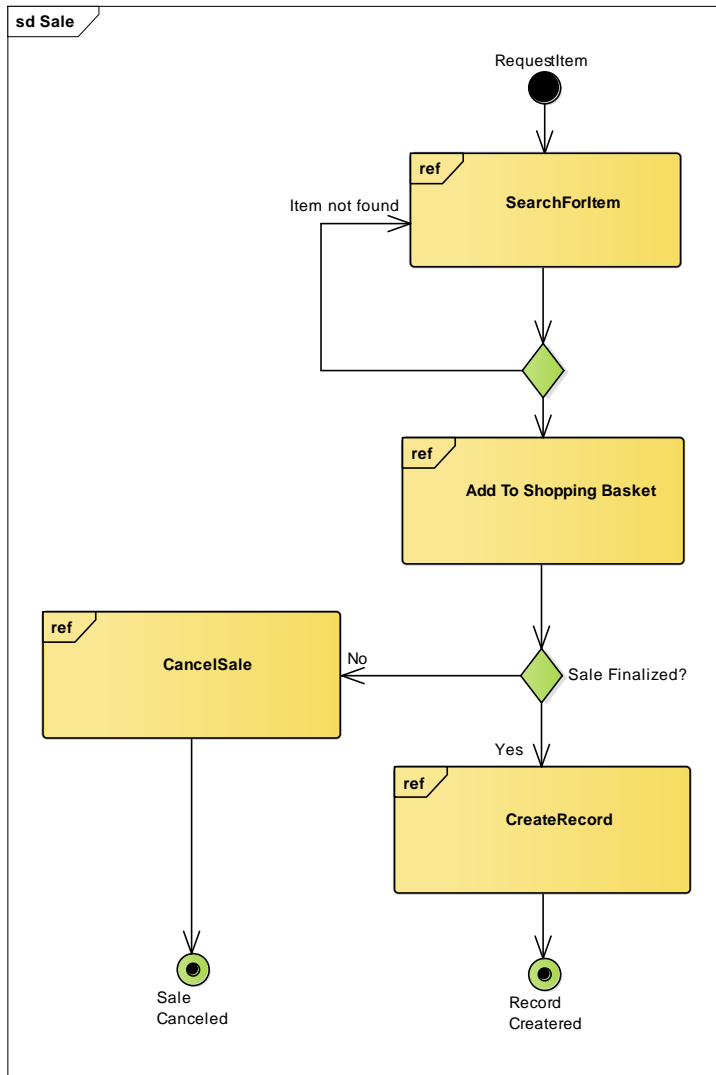 sd Sale
RequestItem
ref
SearchForItem
Item not found
ref
Add To Shopping Basket
ref
CancelSale
No
Sale Finalized?
Yes
ref
CreateRecord
Sale
Canceled
Record
Createred